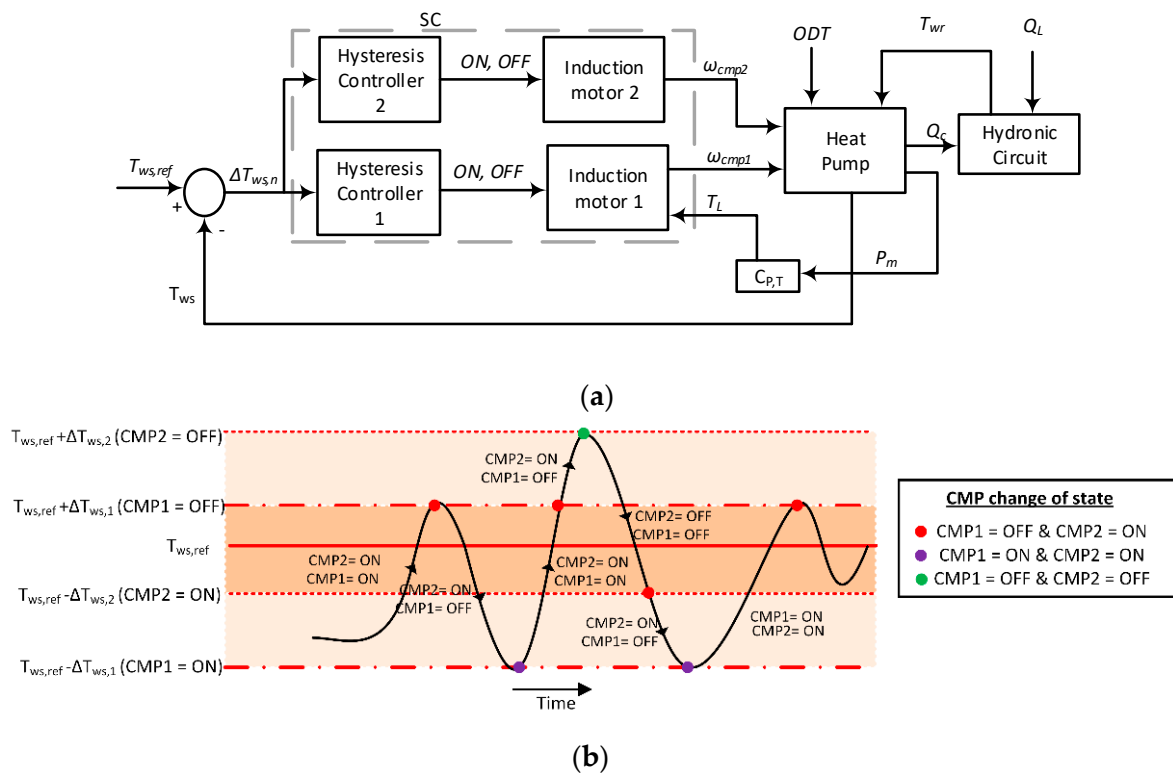 SC
Hysteresis
Controller
2
ON, OFF
Induction
motor 2
ω_cmp2
ODT
T_wr
Q_L
Heat
Pump
Q_c
Hydronic
Circuit
T_ws,ref
+
-
ΔT_ws,n
Hysteresis
Controller
1
ON, OFF
Induction
motor 1
ω_cmp1
T_L
C_P,T
P_m
T_ws
(a)
T_ws,ref +ΔT_ws,2 (CMP2 = OFF)
T_ws,ref +ΔT_ws,1 (CMP1 = OFF)
T_ws,ref
T_ws,ref -ΔT_ws,2 (CMP2 = ON)
T_ws,ref -ΔT_ws,1 (CMP1 = ON)
CMP2= ON
CMP1= ON
CMP2= ON
CMP1= OFF
CMP2= ON
CMP1= OFF
CMP2= ON
CMP1= ON
CMP2= OFF
CMP1= OFF
CMP2= ON
CMP1= OFF
CMP1= ON
CMP2= ON
Time
CMP change of state
CMP1 = OFF & CMP2 = ON
CMP1 = ON & CMP2 = ON
CMP1 = OFF & CMP2 = OFF
(b)